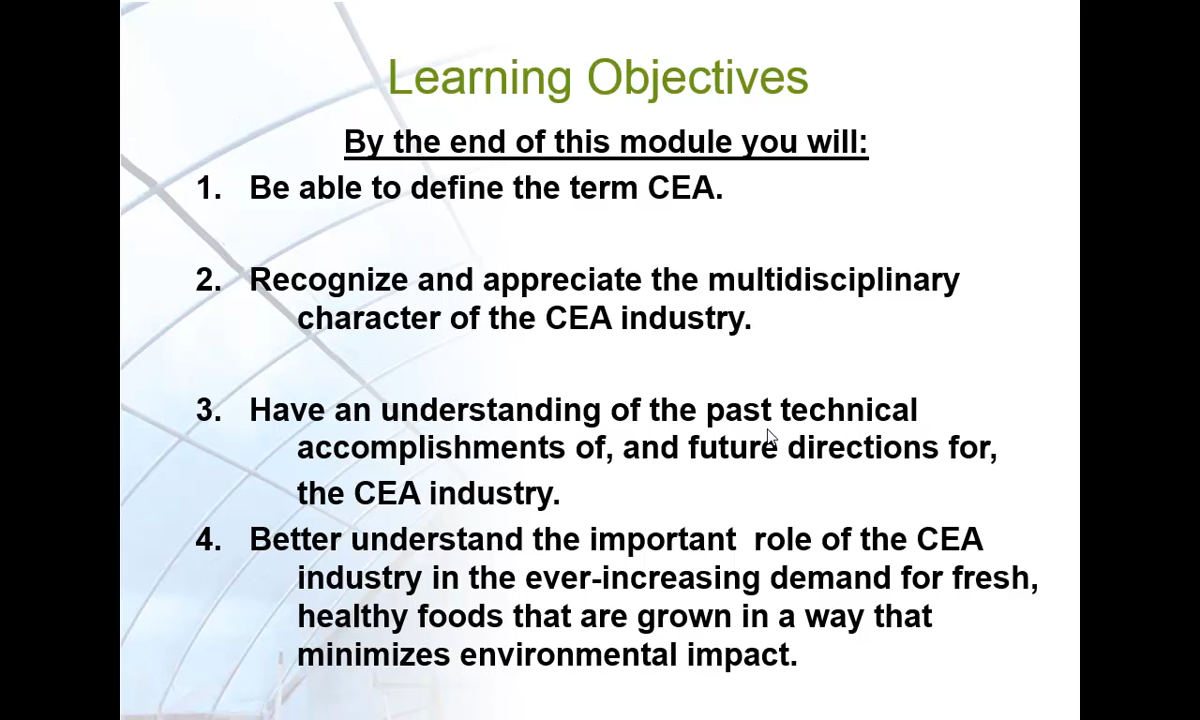 Learning Objectives
By the end of this module you will:
1. Be able to define the term CEA.
2. Recognize and appreciate the multidisciplinary
character of the CEA industry.
3. Have an understanding of the past technical
accomplishments of, and future directions for,
the CEA industry.
4. Better understand the important  role of the CEA
industry in the ever-increasing demand for fresh,
healthy foods that are grown in a way that
minimizes environmental impact.